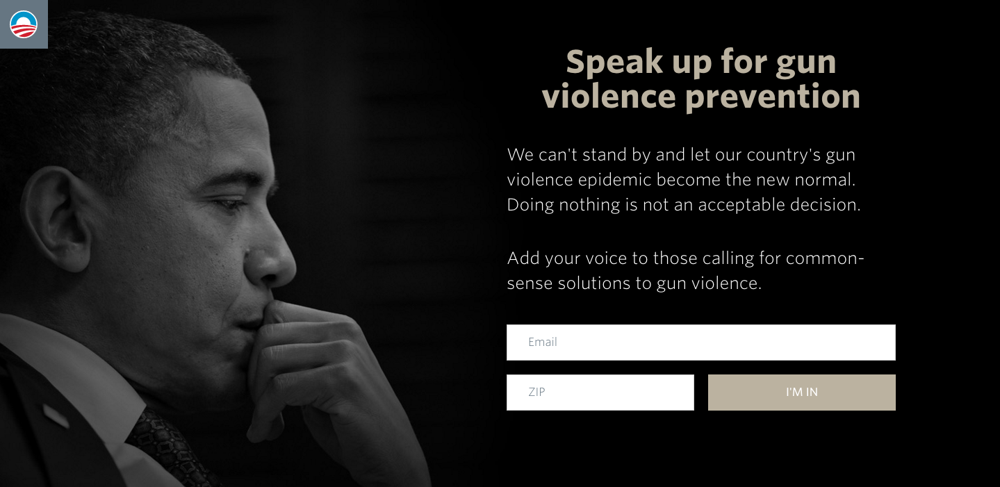 Speak up for gun
violence prevention
We can't stand by and let our country's gun
violence epidemic become the new normal.
Doing nothing is not an acceptable decision.
Add your voice to those calling for common-
sense solutions to gun violence.
Email
ZIP
I'M IN